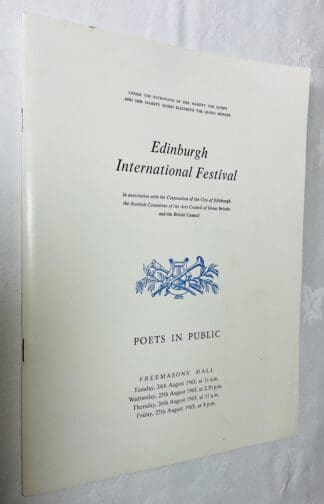 UNDER THE PATRONAGE OF HER MAJESTY THE QUEEN
AND HER MAJESTY QUEEN ELIZABETH THE QUEEN MOTHER
Edinburgh
International Festival
In association with the Corporation of the City of Edinburgh,
the Scottish Committee of the Arts Council of Great Britain
and the British Council
POETS IN PUBLIC
FREEMASONS' HALL
Tuesday, 24th August 1965, at 11 a.m.
Wednesday, 25th August 1965, at 2.30 p.m.
Thursday, 26th August 1965, at 11 a.m.
Friday, 27th August 1965, at 8 p.m.